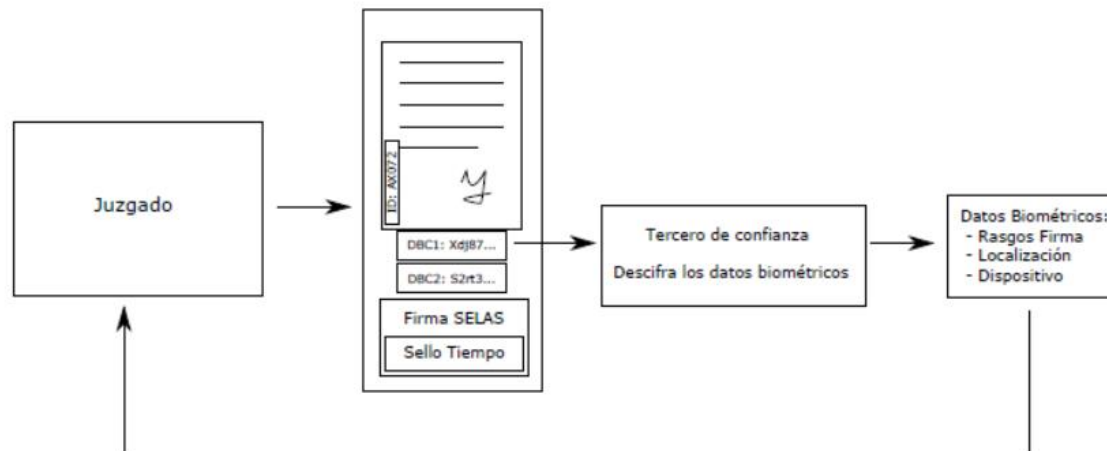 Juzgado
ID: AX072
DBC1: Xdj87...
DBC2: S2rt3...
Firma SELAS
Sello Tiempo
Tercero de confianza
Descifra los datos biométricos
Datos Biométricos:
- Rasgos Firma
- Localización
- Dispositivo